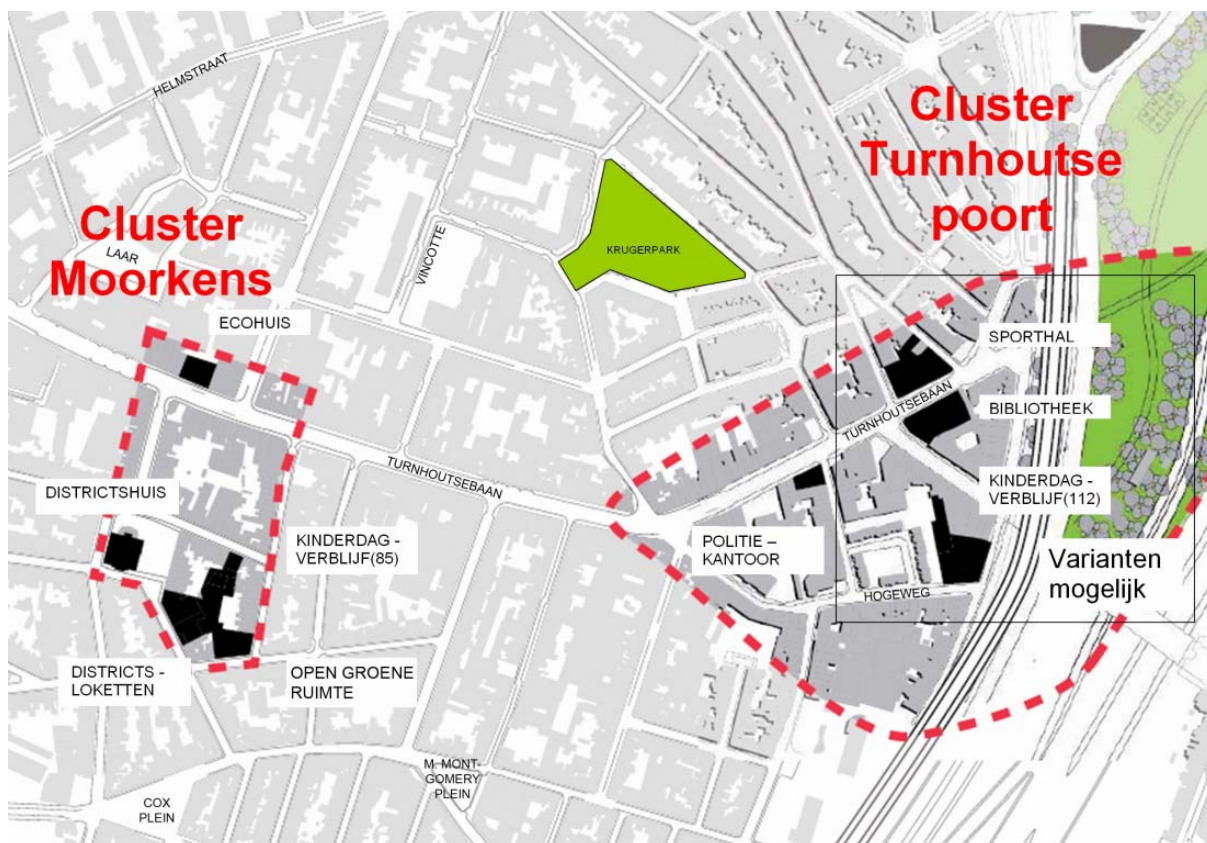 HELMSTRAAT
Cluster
Turnhoutse
poort
Cluster
Moorkens
LAAR
VINCOTTE
KRUGERPARK
ECOHUIS
SPORTHAL
TURNHOUTSEBAAN
BIBLIOTHEEK
TURNHOUTSEBAAN
DISTRICTSHUIS
KINDERDAG -
VERBLIJF(112)
KINDERDAG -
VERBLIJF(85)
POLITIE –
KANTOOR
Varianten
mogelijk
HOGEWEG
DISTRICTS -
LOKETTEN
OPEN GROENE
RUIMTE
M. MONT-
GOMERY
PLEIN
COX
PLEIN